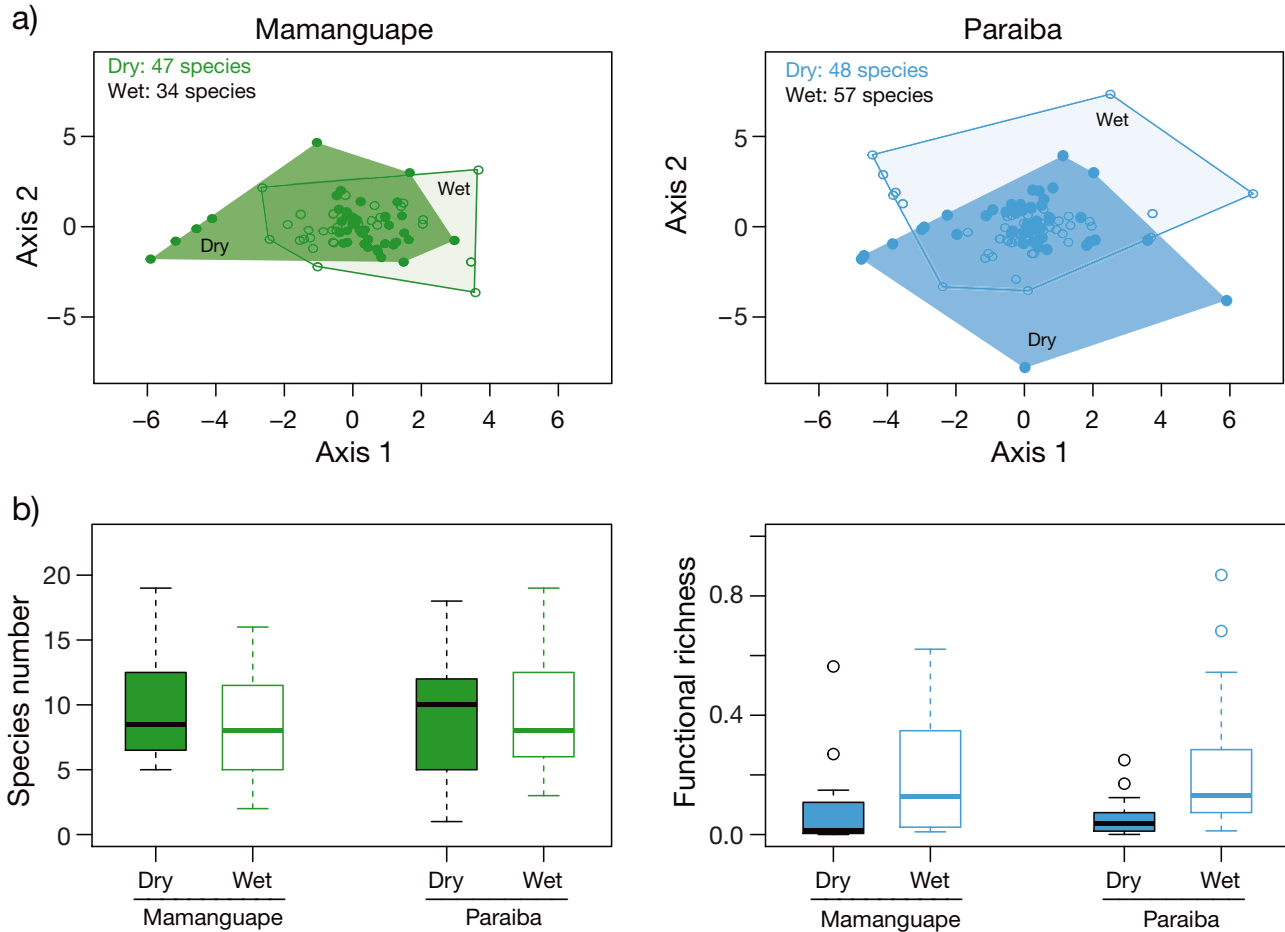 a)
Mamanguape
Paraiba
Dry: 47 species
Wet: 34 species
Dry: 48 species
Wet: 57 species
Axis 2
5
0
−5
Wet
Dry
−6 −4 −2 0 2 4 6
Axis 1
Axis 2
5
0
−5
Wet
Dry
−6 −4 −2 0 2 4 6
Axis 1
b)
Species number
20
15
10
5
0
Dry Wet Dry Wet
Mamanguape Paraiba
Functional richness
0.8
0.4
0.0
Dry Wet Dry Wet
Mamanguape Paraiba